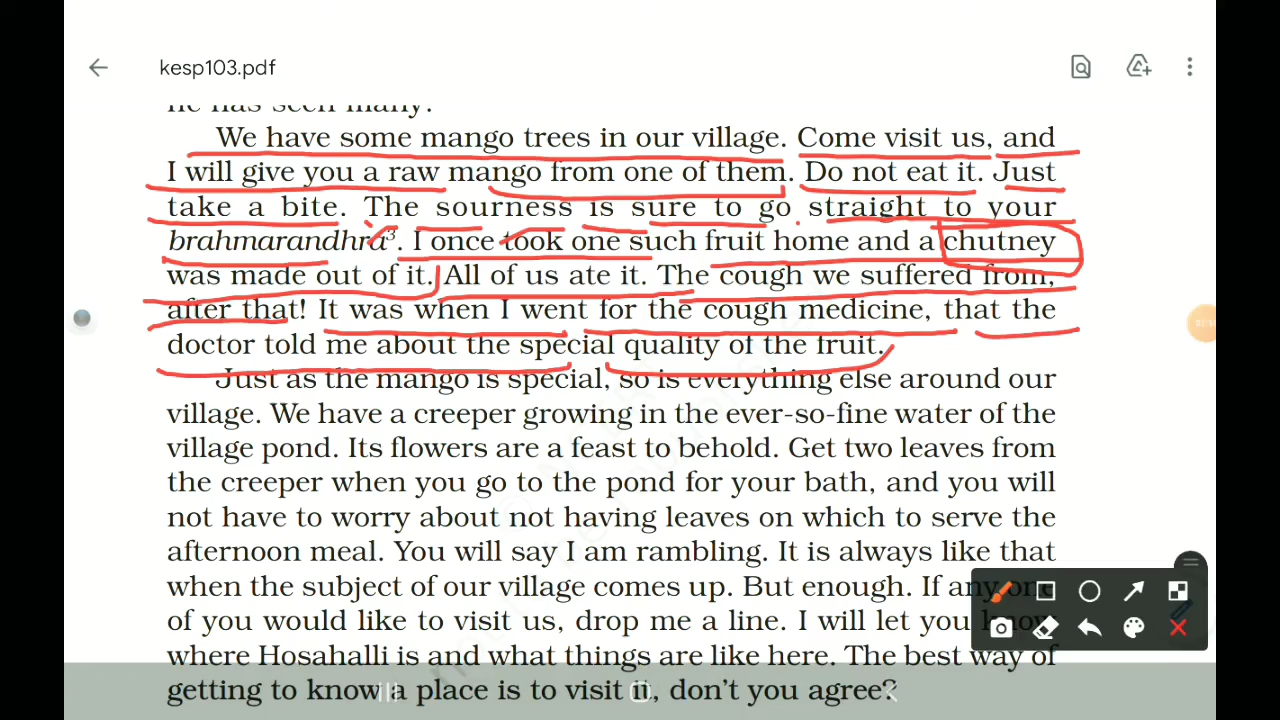 kesp103.pdf
he has seen many.
We have some mango trees in our village. Come visit us, and
I will give you a raw mango from one of them. Do not eat it. Just
take a bite. The sourness is sure to go straight to your
brahmarandhra³. I once took one such fruit home and a chutney
was made out of it. All of us ate it. The cough we suffered from,
after that! It was when I went for the cough medicine, that the
doctor told me about the special quality of the fruit.
Just as the mango is special, so is everything else around our
village. We have a creeper growing in the ever-so-fine water of the
village pond. Its flowers are a feast to behold. Get two leaves from
the creeper when you go to the pond for your bath, and you will
not have to worry about not having leaves on which to serve the
afternoon meal. You will say I am rambling. It is always like that
when the subject of our village comes up. But enough. If any one
of you would like to visit us, drop me a line. I will let you know
where Hosahalli is and what things are like here. The best way of
getting to know a place is to visit it, don't you agree?